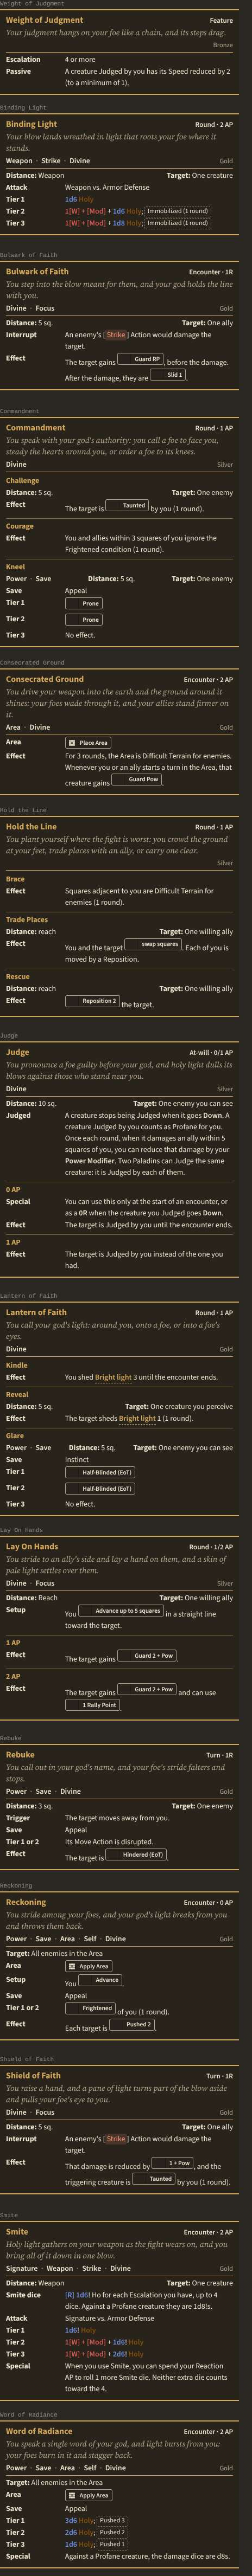 Weight of Judgment
Weight of Judgment Feature
Your judgment hangs on your foe like a chain, and its steps drag.
Bronze
Escalation 4 or more
Passive A creature Judged by you has its Speed reduced by 2
(to a minimum of 1).
Binding Light
Binding Light Round · 2 AP
Your blow lands wreathed in light that roots your foe where it
stands.
Weapon · Strike · Divine Gold
Distance: Weapon Target: One creature
Attack Weapon vs. Armor Defense
Tier 1 1d6 Holy
Tier 2 1[W] + [Mod] + 1d6 Holy; Immobilized (1 round)
Tier 3 1[W] + [Mod] + 1d8 Holy; Immobilized (1 round)
Bulwark of Faith
Bulwark of Faith Encounter · 1R
You step into the blow meant for them, and your god holds the line
with you.
Divine · Focus Gold
Distance: 5 sq. Target: One ally
Interrupt An enemy's [Strike] Action would damage the
target.
Effect The target gains Guard RP, before the damage.
After the damage, they are Slid 1.
Commandment
Commandment Round · 1 AP
You speak with your god's authority: you call a foe to face you,
steady the hearts around you, or order a foe to its knees.
Divine Silver
Challenge
Distance: 5 sq. Target: One enemy
Effect The target is Taunted by you (1 round).
Courage
Effect You and allies within 3 squares of you ignore the
Frightened condition (1 round).
Kneel
Power · Save Distance: 5 sq. Target: One enemy
Save Appeal
Tier 1 Prone
Tier 2 Prone
Tier 3 No effect.
Consecrated Ground
Consecrated Ground Encounter · 2 AP
You drive your weapon into the earth and the ground around it
shines: your foes wade through it, and your allies stand firmer on
it.
Area · Divine Gold
Area Place Area
Effect For 3 rounds, the Area is Difficult Terrain for enemies.
Whenever you or an ally starts a turn in the Area, that
creature gains Guard Pow.
Hold the Line
Hold the Line Round · 1 AP
You plant yourself where the fight is worst: you crowd the ground
at your feet, trade places with an ally, or carry one clear.
Silver
Brace
Effect Squares adjacent to you are Difficult Terrain for
enemies (1 round).
Trade Places
Distance: reach Target: One willing ally
Effect You and the target swap squares. Each of you is
moved by a Reposition.
Rescue
Distance: reach Target: One willing ally
Effect Reposition 2 the target.
Judge
Judge At-will · 0/1 AP
You pronounce a foe guilty before your god, and holy light dulls its
blows against those who stand near you.
Divine Silver
Distance: 10 sq. Target: One enemy you can see
Judged A creature stops being Judged when it goes Down. A
creature Judged by you counts as Profane for you.
Once each round, when it damages an ally within 5
squares of you, you can reduce that damage by your
Power Modifier. Two Paladins can Judge the same
creature: it is Judged by each of them.
0 AP
Special You can use this only at the start of an encounter, or
as a 0R when the creature you Judged goes Down.
Effect The target is Judged by you until the encounter ends.
1 AP
Effect The target is Judged by you instead of the one you
had.
Lantern of Faith
Lantern of Faith Round · 1 AP
You call your god's light: around you, onto a foe, or into a foe's
eyes.
Divine Gold
Kindle
Effect You shed Bright light 3 until the encounter ends.
Reveal
Distance: 5 sq. Target: One creature you perceive
Effect The target sheds Bright light 1 (1 round).
Glare
Power · Save Distance: 5 sq. Target: One enemy you can see
Save Instinct
Tier 1 Half-Blinded (EoT)
Tier 2 Half-Blinded (EoT)
Tier 3 No effect.
Lay On Hands
Lay On Hands Round · 1/2 AP
You stride to an ally's side and lay a hand on them, and a skin of
pale light settles over them.
Divine · Focus Silver
Distance: Reach Target: One willing ally
Setup You Advance up to 5 squares in a straight line
toward the target.
1 AP
Effect The target gains Guard 2 + Pow.
2 AP
Effect The target gains Guard 2 + Pow and can use
1 Rally Point.
Rebuke
Rebuke Turn · 1R
You call out in your god's name, and your foe's stride falters and
stops.
Power · Save · Divine Gold
Distance: 3 sq. Target: One enemy
Trigger The target moves away from you.
Save Appeal
Tier 1 or 2 Its Move Action is disrupted.
Effect The target is Hindered (EoT).
Reckoning
Reckoning Encounter · 0 AP
You stride among your foes, and your god's light breaks from you
and throws them back.
Power · Save · Area · Self · Divine Gold
Target: All enemies in the Area
Area Apply Area
Setup You Advance.
Save Appeal
Tier 1 or 2 Frightened of you (1 round).
Effect Each target is Pushed 2.
Shield of Faith
Shield of Faith Turn · 1R
You raise a hand, and a pane of light turns part of the blow aside
and pulls your foe's eye to you.
Divine · Focus Gold
Distance: 5 sq. Target: One ally
Interrupt An enemy's [Strike] Action would damage the
target.
Effect That damage is reduced by 1 + Pow, and the
triggering creature is Taunted by you (1 round).
Smite
Smite Encounter · 2 AP
Holy light gathers on your weapon as the fight wears on, and you
bring all of it down in one blow.
Signature · Weapon · Strike · Divine Gold
Distance: Weapon Target: One creature
Smite dice [R] 1d6! Ho for each Escalation you have, up to 4
dice. Against a Profane creature they are 1d8!s.
Attack Signature vs. Armor Defense
Tier 1 1d6! Holy
Tier 2 1[W] + [Mod] + 1d6! Holy
Tier 3 1[W] + [Mod] + 2d6! Holy
Special When you use Smite, you can spend your Reaction
AP to roll 1 more Smite die. Neither extra die counts
toward the 4.
Word of Radiance
Word of Radiance Encounter · 2 AP
You speak a single word of your god, and light bursts from you:
your foes burn in it and stagger back.
Power · Save · Area · Self · Divine Gold
Target: All enemies in the Area
Area Apply Area
Save Appeal
Tier 1 3d6 Holy; Pushed 3
Tier 2 2d6 Holy; Pushed 2
Tier 3 1d6 Holy; Pushed 1
Special Against a Profane creature, the damage dice are d8s.